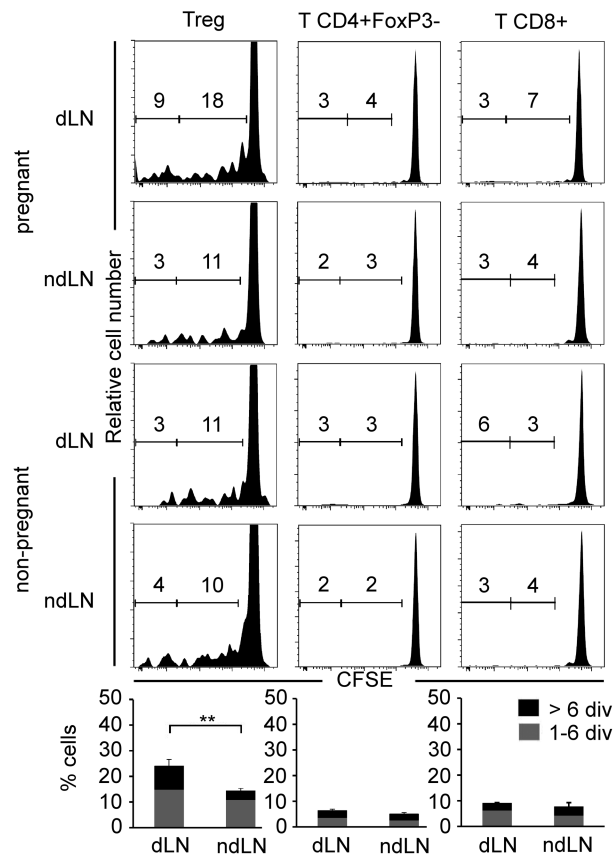 Treg T CD4+FoxP3- T CD8+
pregnant
dLN
9 18 3 4 3 7
ndLN
3 11 2 3 3 4
Relative cell number
non-pregnant
dLN
3 11 3 3 6 3
ndLN
4 10 2 2 3 4
CFSE
% cells
50 50 50
40 40 40
30 30 30
20 20 20
10 10 10
0 0 0
**
> 6 div
1-6 div
dLN ndLN dLN ndLN dLN ndLN